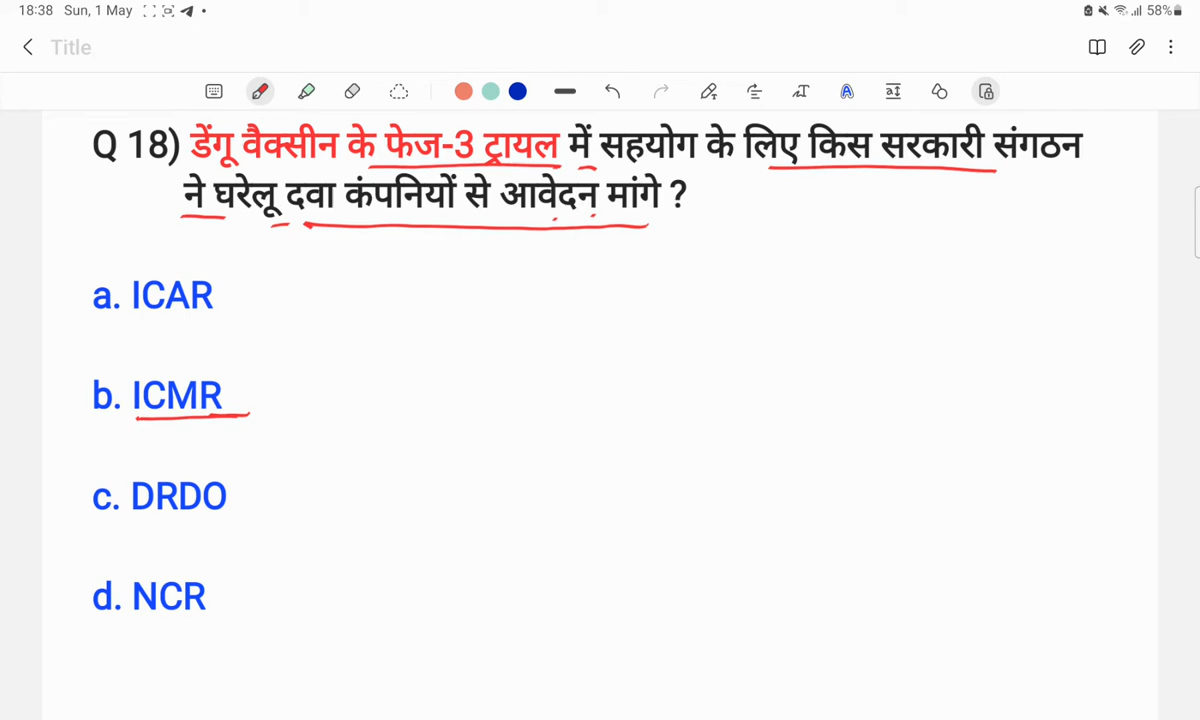 18:38 Sun, 1 May 58%
Title
Q 18) डेंगू वैक्सीन के फेज-3 ट्रायल में सहयोग के लिए किस सरकारी संगठन
ने घरेलू दवा कंपनियों से आवेदन मांगे ?
a. ICAR
b. ICMR
c. DRDO
d. NCR